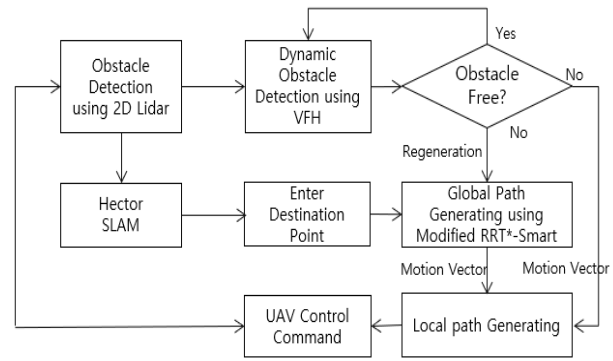 Yes
Obstacle
Detection
using 2D Lidar
Dynamic
Obstacle
Detection using
VFH
Obstacle
Free?
No
No
Regeneration
Hector
SLAM
Enter
Destination
Point
Global Path
Generating using
Modified RRT*-Smart
Motion Vector
Motion Vector
UAV Control
Command
Local path Generating